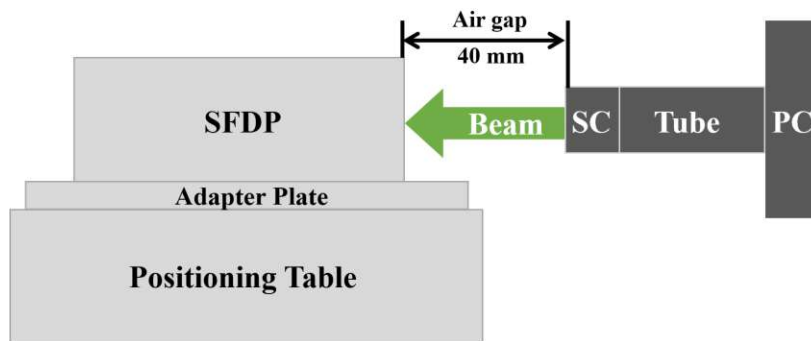 Air gap
40 mm
SFDP
Beam
SC
Tube
PC
Adapter Plate
Positioning Table